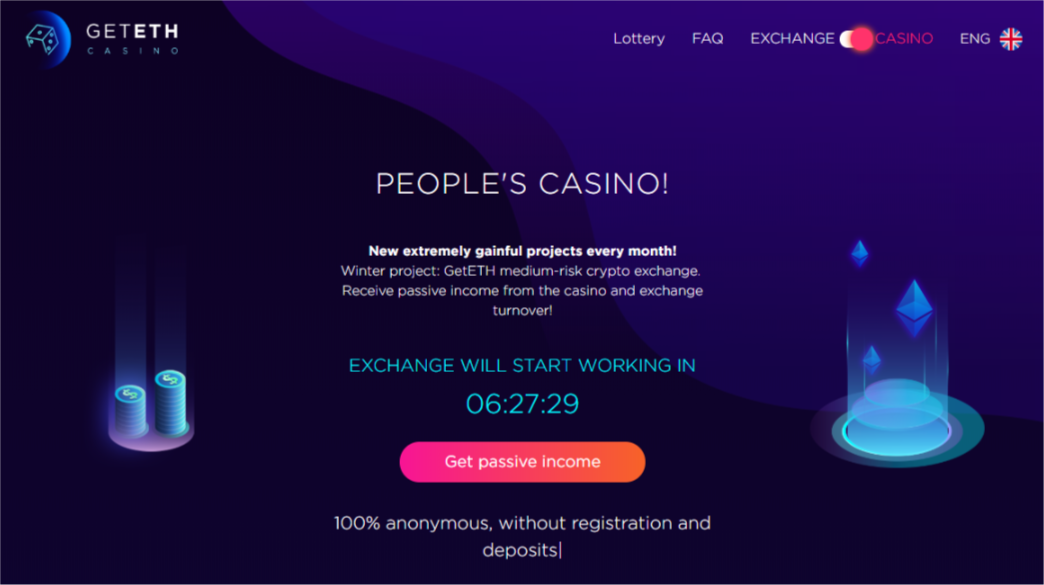 GETETH
CASINO
Lottery FAQ EXCHANGE CASINO ENG
PEOPLE'S CASINO!
New extremely gainful projects every month!
Winter project: GetETH medium-risk crypto exchange.
Receive passive income from the casino and exchange
turnover!
EXCHANGE WILL START WORKING IN
06:27:29
Get passive income
100% anonymous, without registration and
deposits|